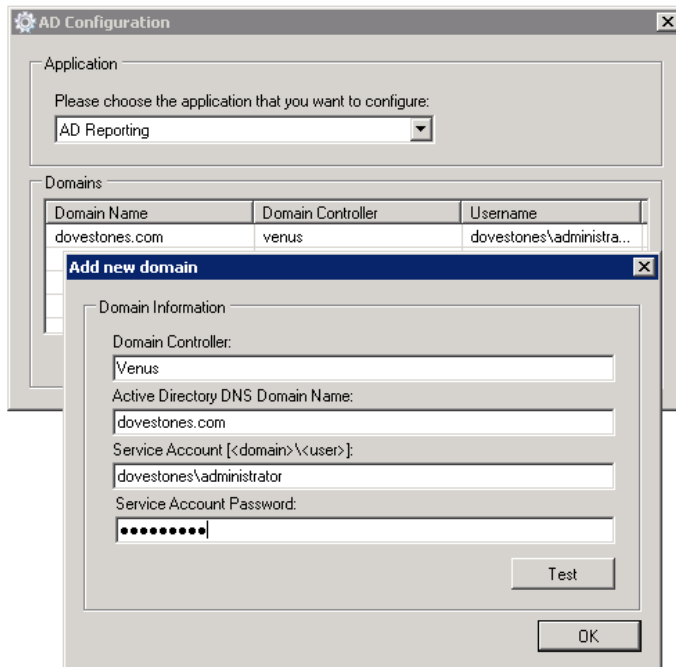 AD Configuration
Application
Please choose the application that you want to configure:
AD Reporting
Domains
Domain Name Domain Controller Username
dovestones.com venus dovestones\administra...
Add new domain
Domain Information
Domain Controller:
Venus
Active Directory DNS Domain Name:
dovestones.com
Service Account [<domain>\<user>]:
dovestones\administrator
Service Account Password:
●●●●●●●●●
Test
OK